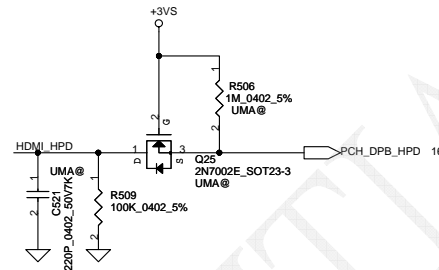 +3VS
1
R506
1M_0402_5%
UMA@
2
2
G
HDMI_HPD
1
D
S
3
PCH_DPB_HPD 16
Q25
2N7002E_SOT23-3
UMA@
UMA@
1
2
C521
220P_0402_50V7K
1
2
R509
100K_0402_5%